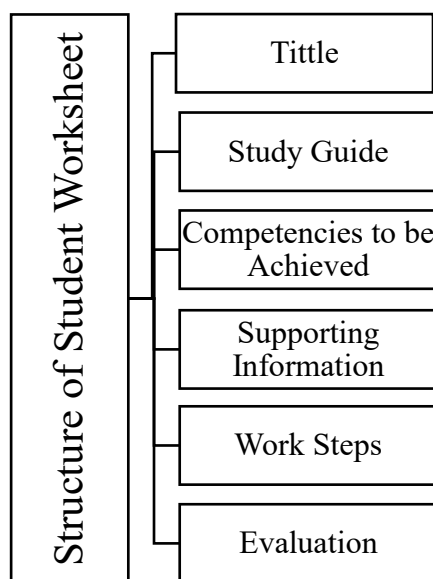 Structure of Student Worksheet
Tittle
Study Guide
Competencies to be
Achieved
Supporting
Information
Work Steps
Evaluation